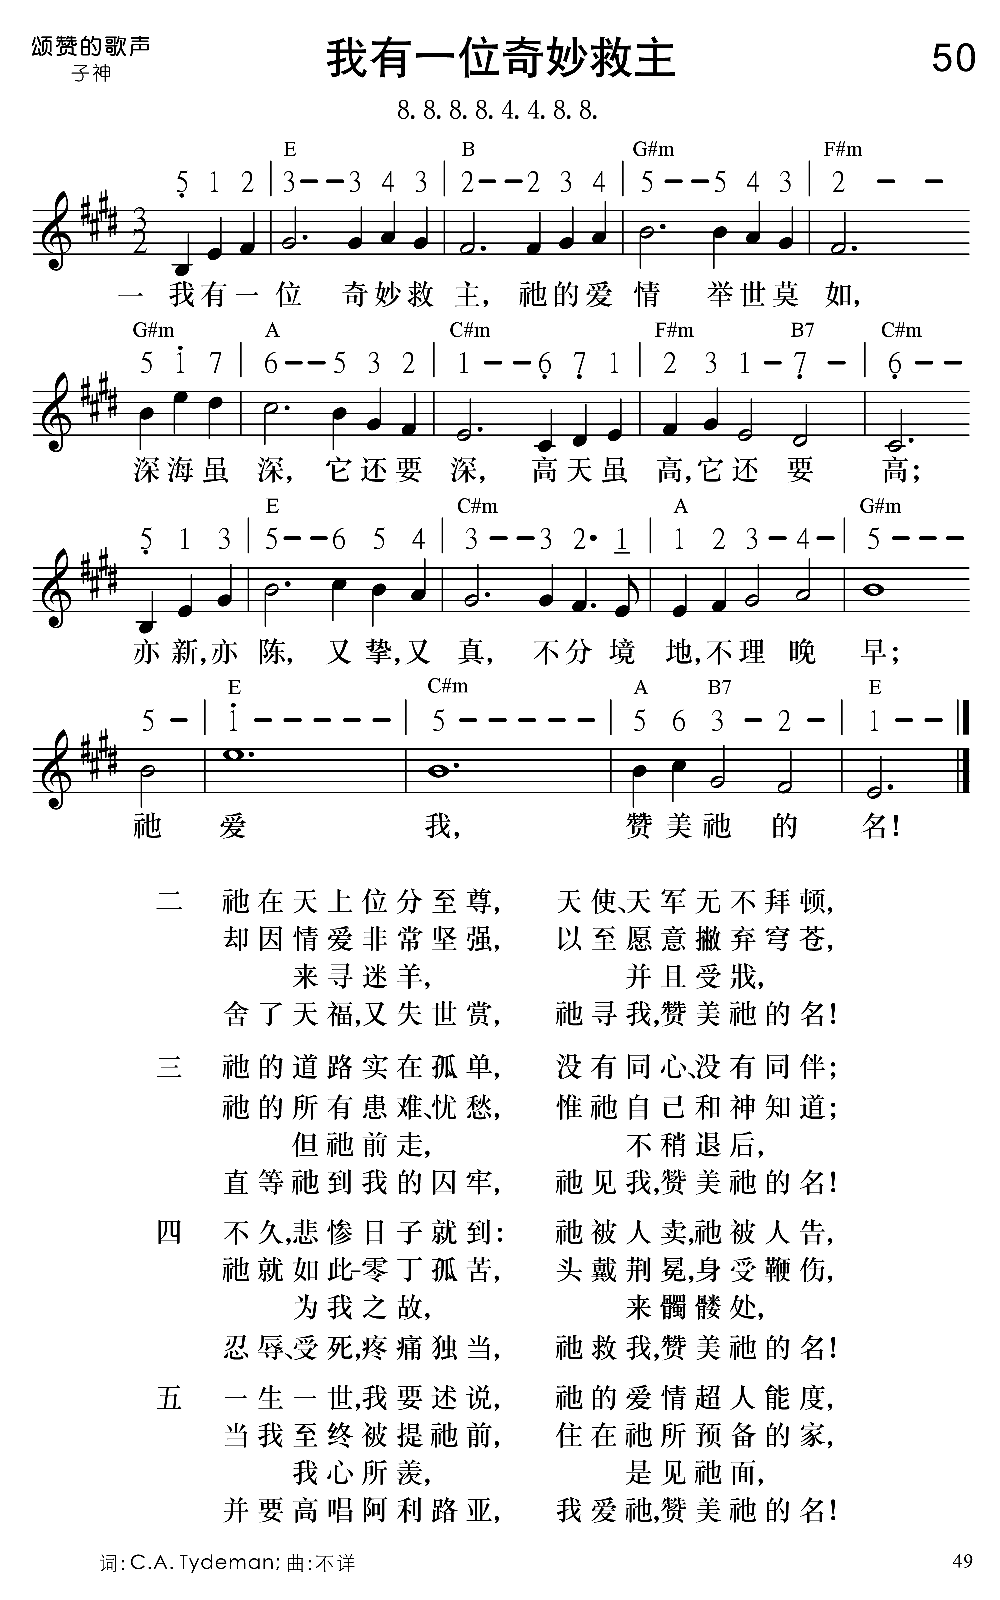 颂赞的歌声
子神
我有一位奇妙救主
50
8. 8. 8. 8. 4. 4. 8. 8.
E B G#m F#m
5 1 2 | 3 – – 3 4 3 | 2 – – 2 3 4 | 5 – – 5 4 3 | 2 – –
3
2
一 我有一位 奇妙救主, 祂的爱情 举世莫如,
G#m A C#m F#m B7 C#m
5 1 7 | 6 – – 5 3 2 | 1 – – 6 7 1 | 2 3 1 – 7 – | 6 – –
深海虽深, 它还要深, 高天虽高,它还要高;
E C#m A G#m
5 1 3 | 5 – – 6 5 4 | 3 – – 3 2· 1 | 1 2 3 – 4 – | 5 – – –
亦新,亦陈, 又挚,又真, 不分境地,不理晚早;
E C#m A B7 E
5 – | 1 – – – – – | 5 – – – – – | 5 6 3 – 2 – | 1 – –
祂爱我, 赞美祂的名!
二 祂在天上位分至尊, 天使、天军无不拜顿,
却因情爱非常坚强, 以至愿意撇弃穹苍,
来寻迷羊, 并且受戕,
舍了天福,又失世赏, 祂寻我,赞美祂的名!
三 祂的道路实在孤单, 没有同心、没有同伴;
祂的所有患难、忧愁, 惟祂自己和神知道;
但祂前走, 不稍退后,
直等祂到我的囚牢, 祂见我,赞美祂的名!
四 不久,悲惨日子就到: 祂被人卖,祂被人告,
祂就如此-零丁孤苦, 头戴荆冕,身受鞭伤,
为我之故, 来髑髅处,
忍辱、受死,疼痛独当, 祂救我,赞美祂的名!
五 一生一世,我要述说, 祂的爱情超人能度,
当我至终被提祂前, 住在祂所预备的家,
我心所羡, 是见祂面,
并要高唱阿利路亚, 我爱祂,赞美祂的名!
词: C.A. Tydeman; 曲: 不详
49